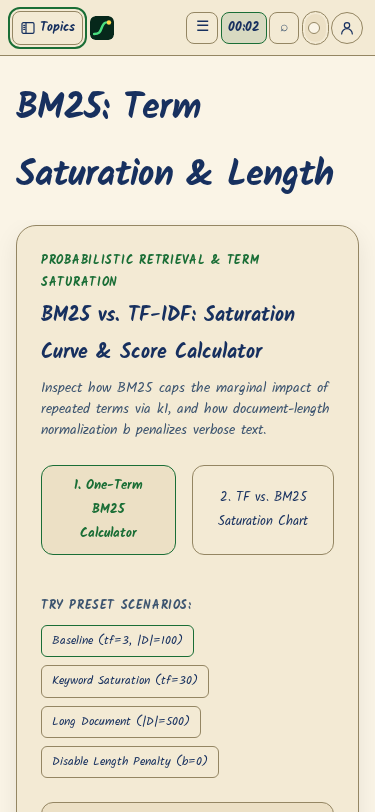 Topics
00:02
BM25: Term
Saturation & Length
PROBABILISTIC RETRIEVAL & TERM
SATURATION
BM25 vs. TF-IDF: Saturation
Curve & Score Calculator
Inspect how BM25 caps the marginal impact of
repeated terms via k1, and how document-length
normalization b penalizes verbose text.
1. One-Term
BM25
Calculator
2. TF vs. BM25
Saturation Chart
TRY PRESET SCENARIOS:
Baseline (tf=3, |D|=100)
Keyword Saturation (tf=30)
Long Document (|D|=500)
Disable Length Penalty (b=0)